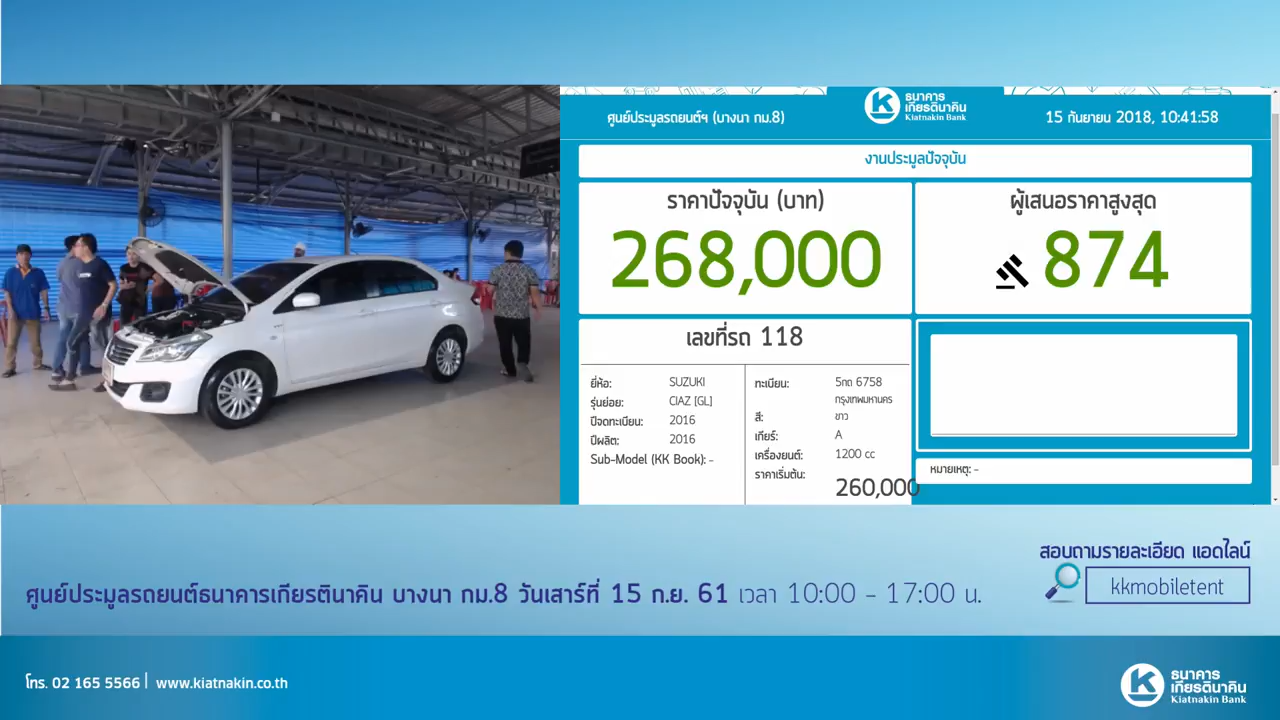 ศูนย์ประมูลรถยนต์ฯ (บางนา กม.8)
ธนาคาร
เกียรตินาคิน
Kiatnakin Bank
15 กันยายน 2018, 10:41:58
งานประมูลปัจจุบัน
ราคาปัจจุบัน (บาท)
268,000
ผู้เสนอราคาสูงสุด
874
เลขที่รถ 118
ยี่ห้อ: SUZUKI
รุ่นย่อย: CIAZ [GL]
ปีจดทะเบียน: 2016
ปีผลิต: 2016
Sub-Model (KK Book): -
ทะเบียน: 5กต 6758
กรุงเทพมหานคร
สี: ขาว
เกียร์: A
เครื่องยนต์: 1200 cc
ราคาเริ่มต้น: 260,000
หมายเหตุ: -
สอบถามรายละเอียด แอดไลน์
kkmobiletent
ศูนย์ประมูลรถยนต์ธนาคารเกียรตินาคิน บางนา กม.8 วันเสาร์ที่ 15 ก.ย. 61 เวลา 10:00 - 17:00 น.
โทร. 02 165 5566 | www.kiatnakin.co.th
ธนาคาร
เกียรตินาคิน
Kiatnakin Bank